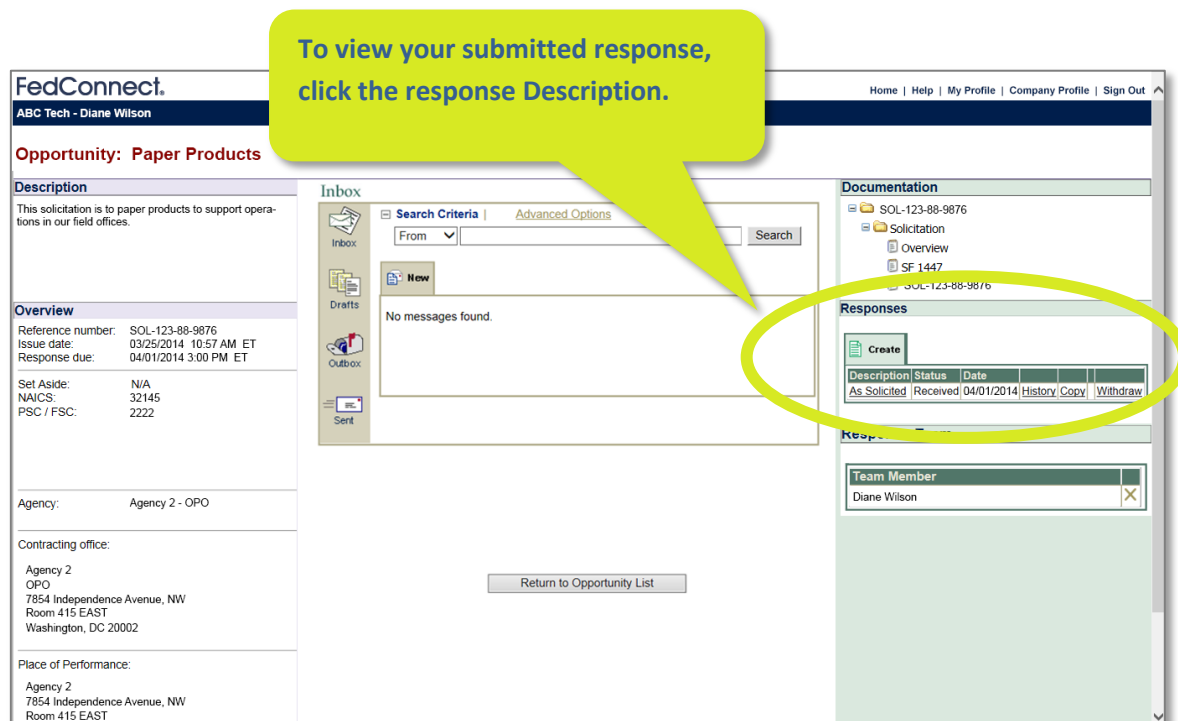 To view your submitted response,
click the response Description.
FedConnect.
Home | Help | My Profile | Company Profile | Sign Out
ABC Tech - Diane Wilson
Opportunity: Paper Products
Description
This solicitation is to paper products to support opera-
tions in our field offices.
Overview
Reference number: SOL-123-88-9876
Issue date: 03/25/2014 10:57 AM ET
Response due: 04/01/2014 3:00 PM ET
Set Aside: N/A
NAICS: 32145
PSC / FSC: 2222
Agency: Agency 2 - OPO
Contracting office:
Agency 2
OPO
7854 Independence Avenue, NW
Room 415 EAST
Washington, DC 20002
Place of Performance:
Agency 2
7854 Independence Avenue, NW
Room 415 EAST
Inbox
Inbox
Drafts
Outbox
Sent
Search Criteria | Advanced Options
From Search
New
No messages found.
Return to Opportunity List
Documentation
SOL-123-88-9876
Solicitation
Overview
SF 1447
SOL-123-88-9876
Responses
Create
Description Status Date
As Solicited Received 04/01/2014 History Copy Withdraw
Team Member
Diane Wilson